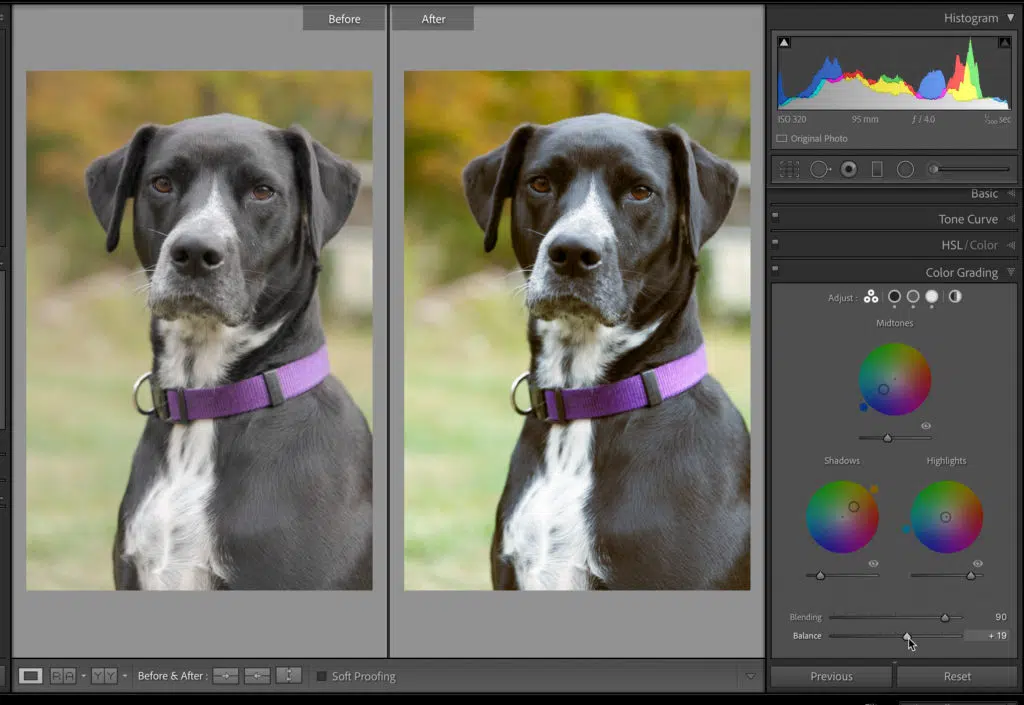 Before
After
Histogram
ISO 320 95 mm ƒ / 4.0 sec
Original Photo
Basic
Tone Curve
HSL / Color
Color Grading
Adjust :
Midtones
Shadows Highlights
Blending 90
Balance + 19
R A Y Y Before & After : Soft Proofing
Previous Reset